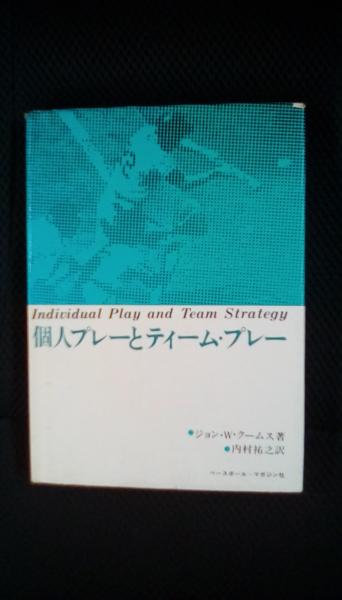 Individual Play and Team Strategy
個人プレーとティーム・プレー
●ジョン・W・クームス著
●内村祐之訳
ベースボール・マガジン社